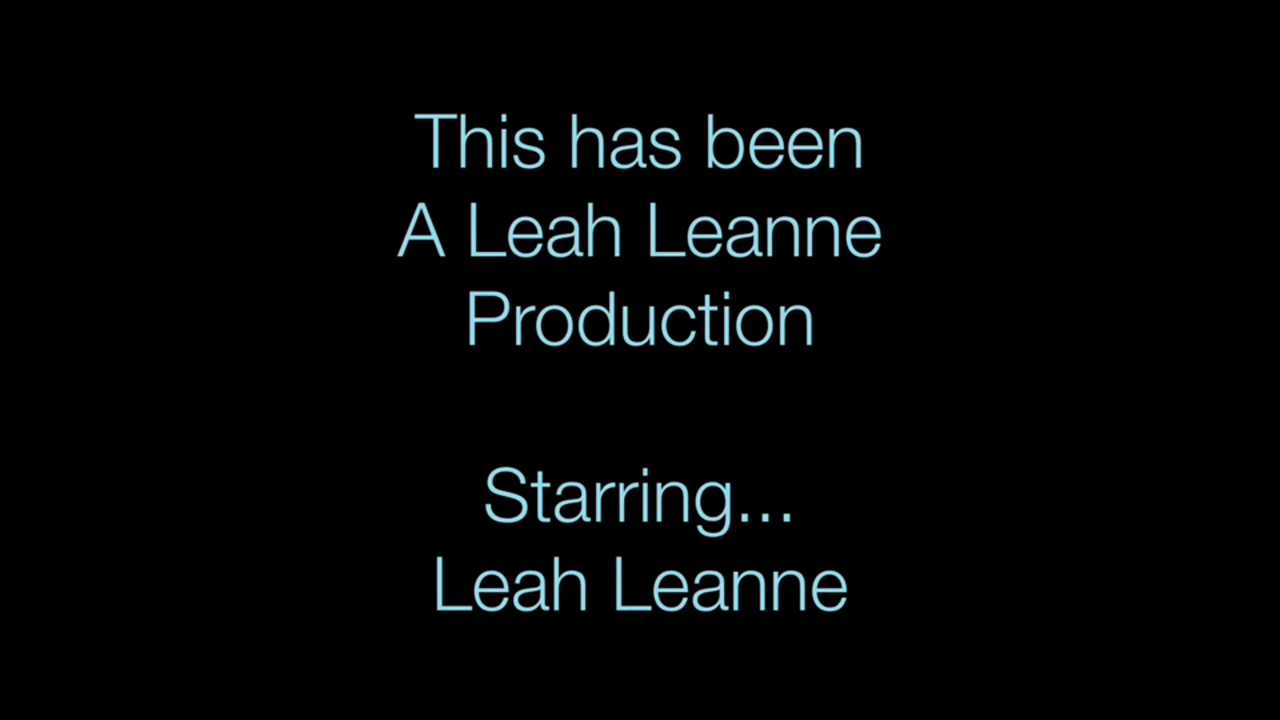 This has been
A Leah Leanne
Production
Starring...
Leah Leanne